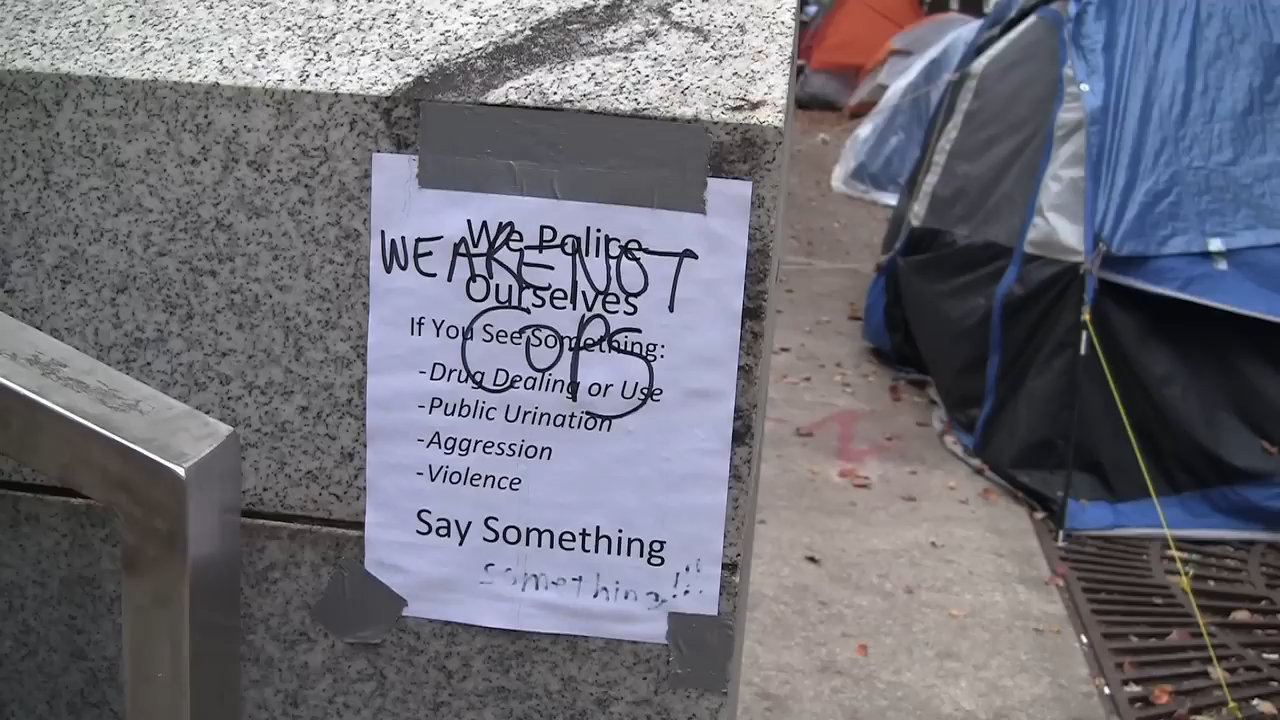 We Police
WE ARE NOT
Ourselves
COPS
If You See Something:
-Drug Dealing or Use
-Public Urination
-Aggression
-Violence
Say Something
something!!!